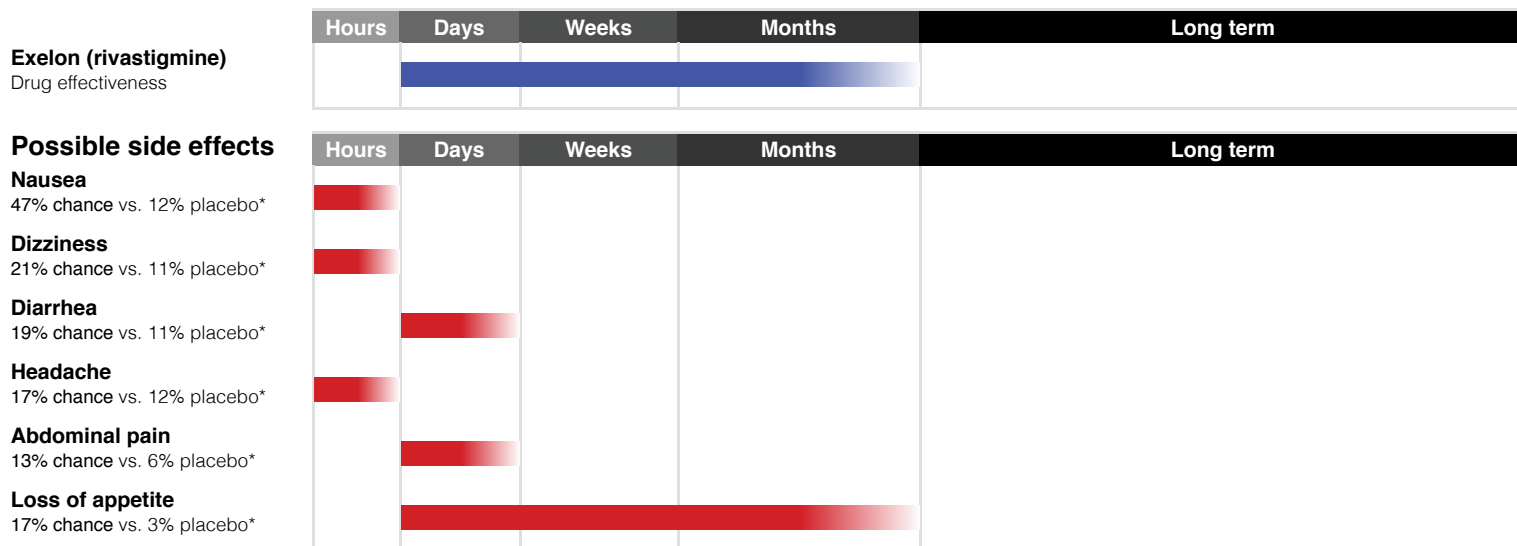 Hours Days Weeks Months Long term
Exelon (rivastigmine)
Drug effectiveness
Possible side effects
Hours Days Weeks Months Long term
Nausea
47% chance vs. 12% placebo*
Dizziness
21% chance vs. 11% placebo*
Diarrhea
19% chance vs. 11% placebo*
Headache
17% chance vs. 12% placebo*
Abdominal pain
13% chance vs. 6% placebo*
Loss of appetite
17% chance vs. 3% placebo*